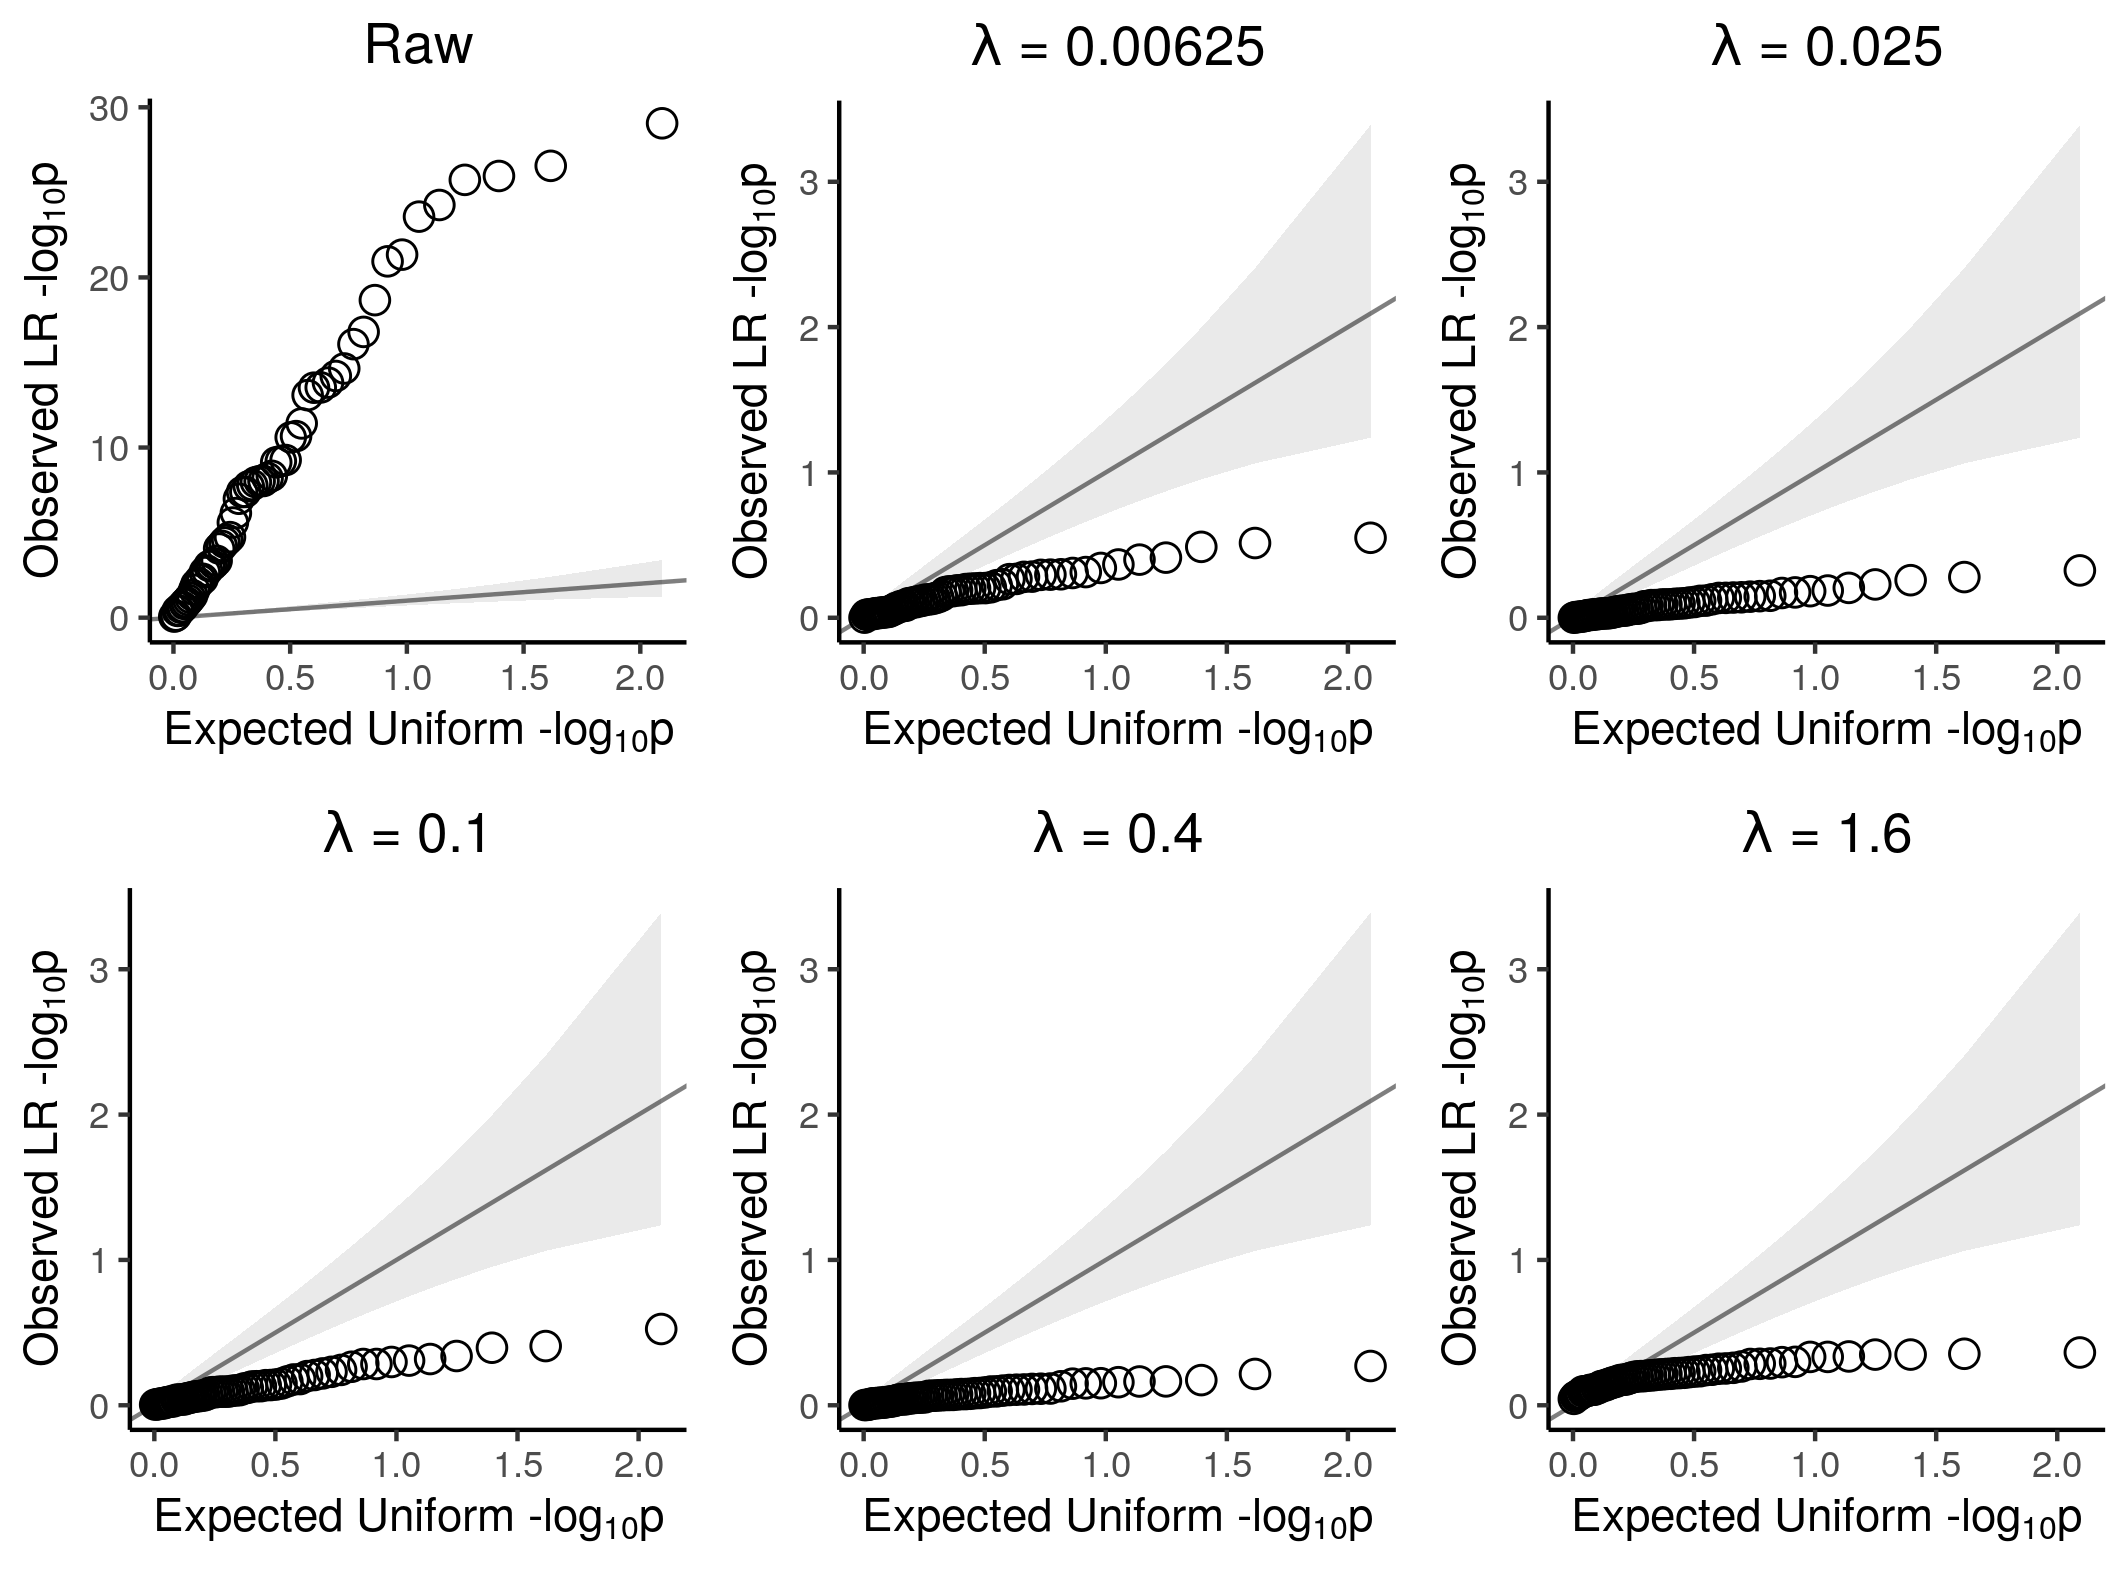 Raw
30
20
10
0
0.0 0.5 1.0 1.5 2.0
Expected Uniform -log₁₀p
Observed LR -log₁₀p
λ = 0.00625
3
2
1
0
0.0 0.5 1.0 1.5 2.0
Expected Uniform -log₁₀p
Observed LR -log₁₀p
λ = 0.025
3
2
1
0
0.0 0.5 1.0 1.5 2.0
Expected Uniform -log₁₀p
Observed LR -log₁₀p
λ = 0.1
3
2
1
0
0.0 0.5 1.0 1.5 2.0
Expected Uniform -log₁₀p
Observed LR -log₁₀p
λ = 0.4
3
2
1
0
0.0 0.5 1.0 1.5 2.0
Expected Uniform -log₁₀p
Observed LR -log₁₀p
λ = 1.6
3
2
1
0
0.0 0.5 1.0 1.5 2.0
Expected Uniform -log₁₀p
Observed LR -log₁₀p